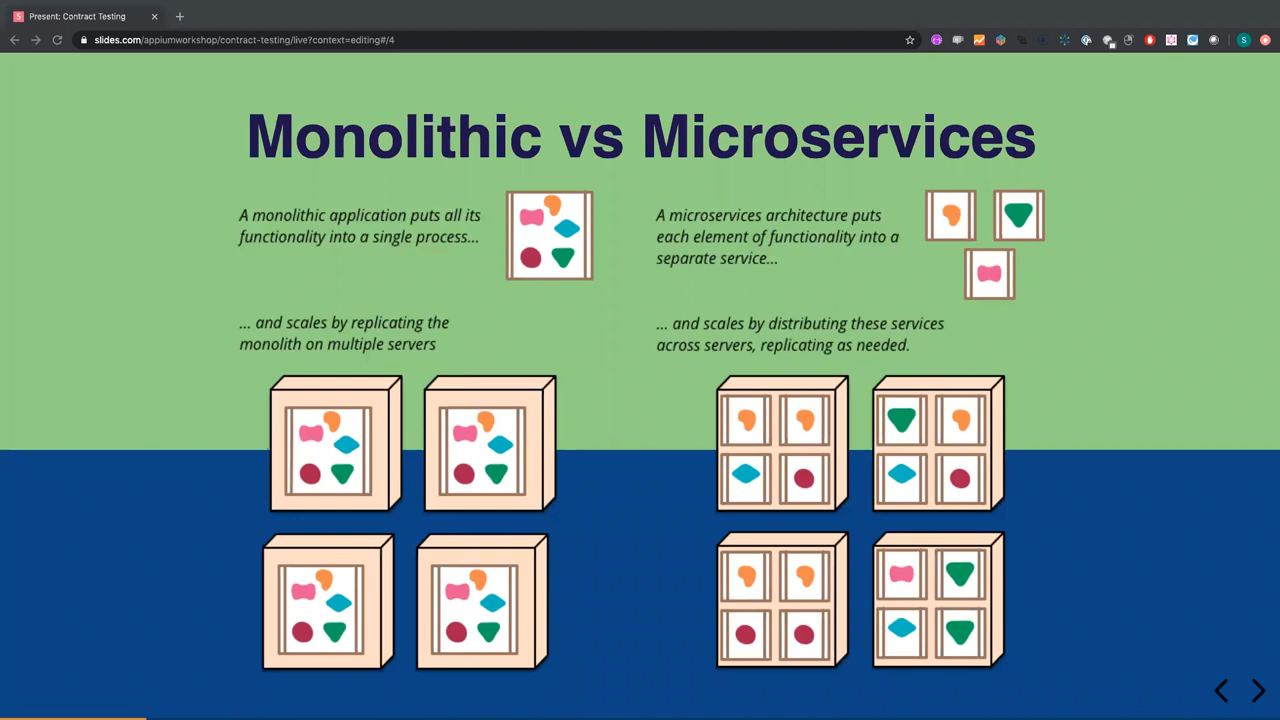 Present: Contract Testing
slides.com/appiumworkshop/contract-testing/live?context=editing#/4
S
Monolithic vs Microservices
A monolithic application puts all its
functionality into a single process...
... and scales by replicating the
monolith on multiple servers
A microservices architecture puts
each element of functionality into a
separate service...
... and scales by distributing these services
across servers, replicating as needed.